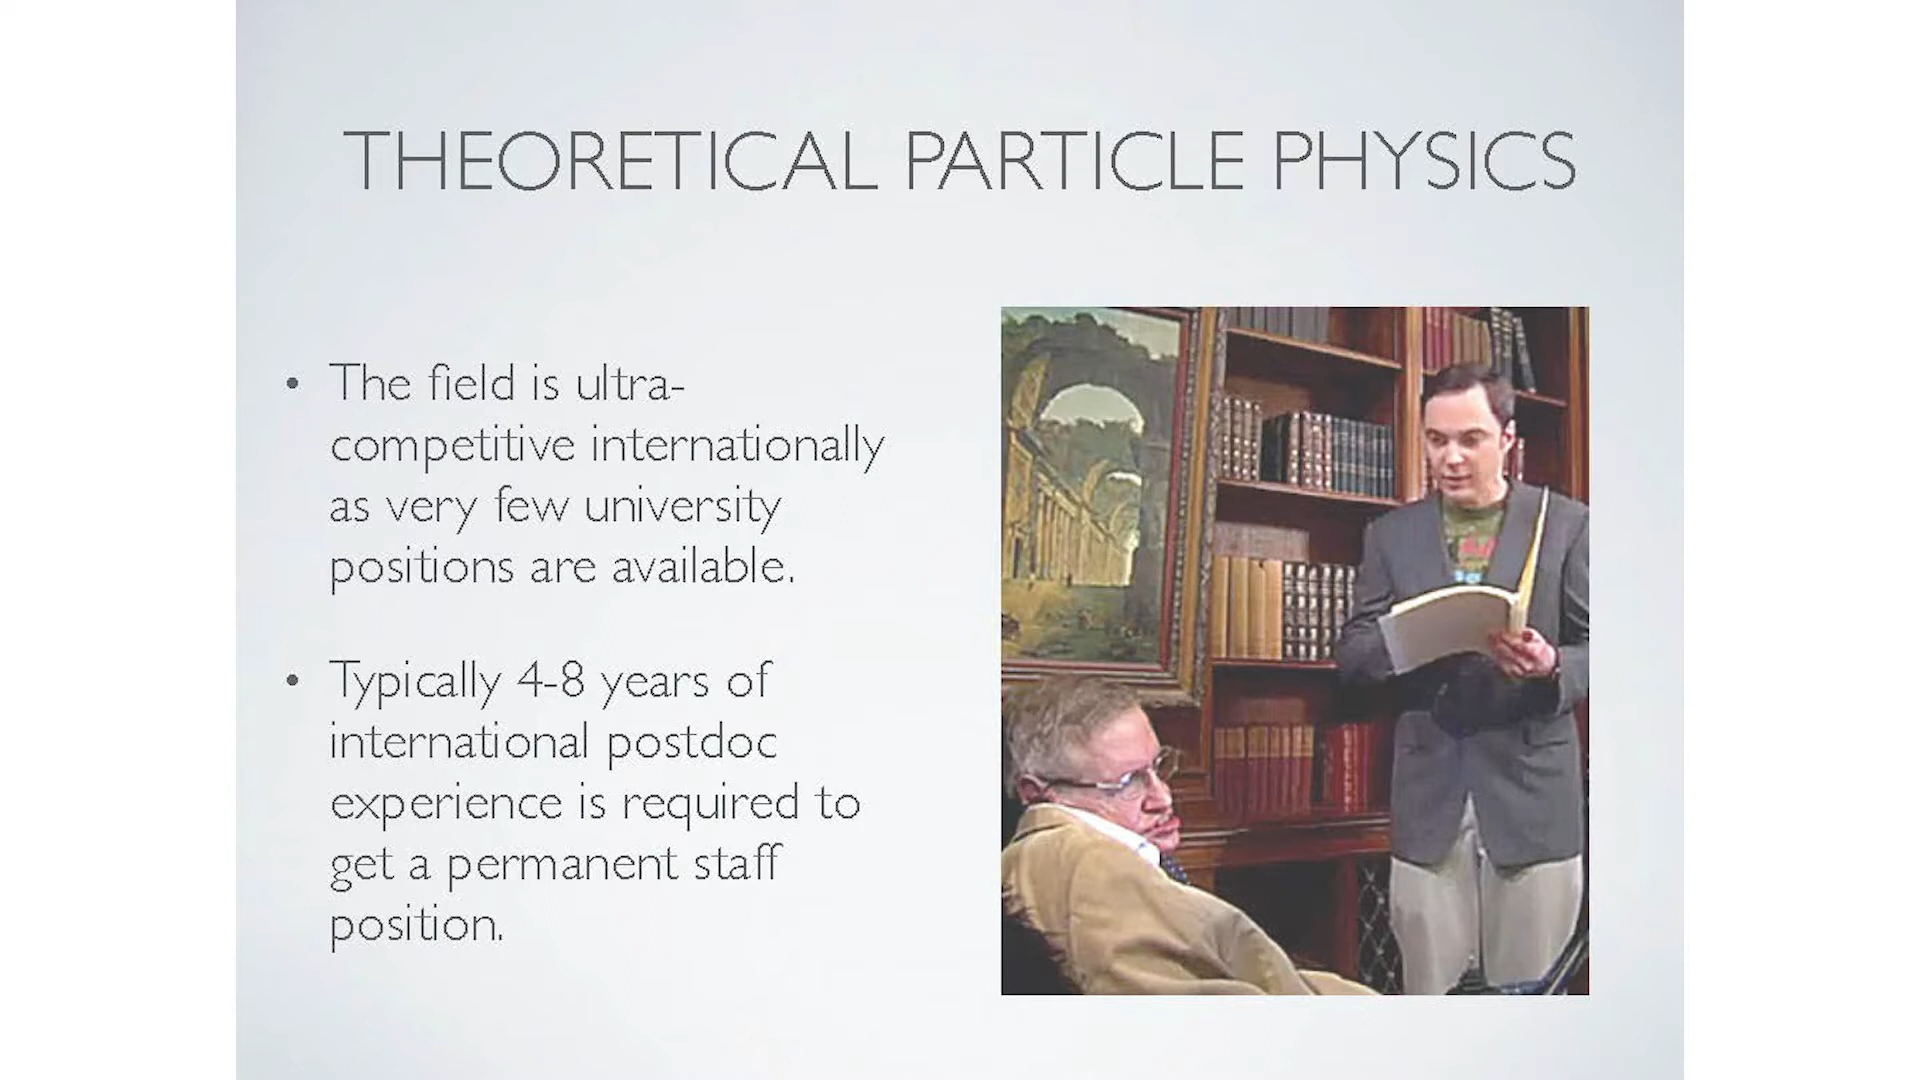 THEORETICAL PARTICLE PHYSICS
• The field is ultra-
competitive internationally
as very few university
positions are available.
• Typically 4-8 years of
international postdoc
experience is required to
get a permanent staff
position.